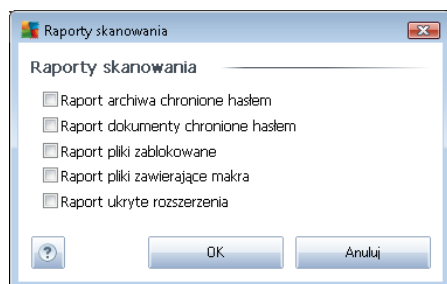 Raporty skanowania
Raporty skanowania
Raport archiwa chronione hasłem
Raport dokumenty chronione hasłem
Raport pliki zablokowane
Raport pliki zawierające makra
Raport ukryte rozszerzenia
? OK Anuluj